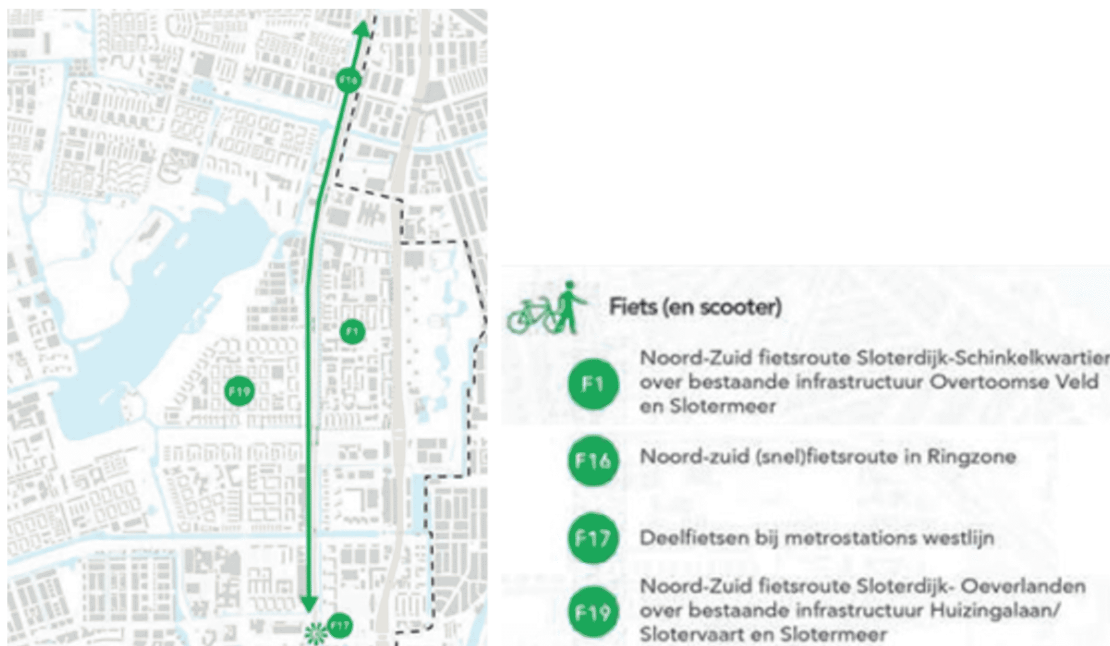 F16
F1
F19
F17
Fiets (en scooter)
F1
Noord-Zuid fietsroute Sloterdijk-Schinkelkwartier
over bestaande infrastructuur Overtoomse Veld
en Slotermeer
F16
Noord-zuid (snel)fietsroute in Ringzone
F17
Deelfietsen bij metrostations westlijn
F19
Noord-Zuid fietsroute Sloterdijk- Oeverlanden
over bestaande infrastructuur Huizingalaan/
Slotervaart en Slotermeer